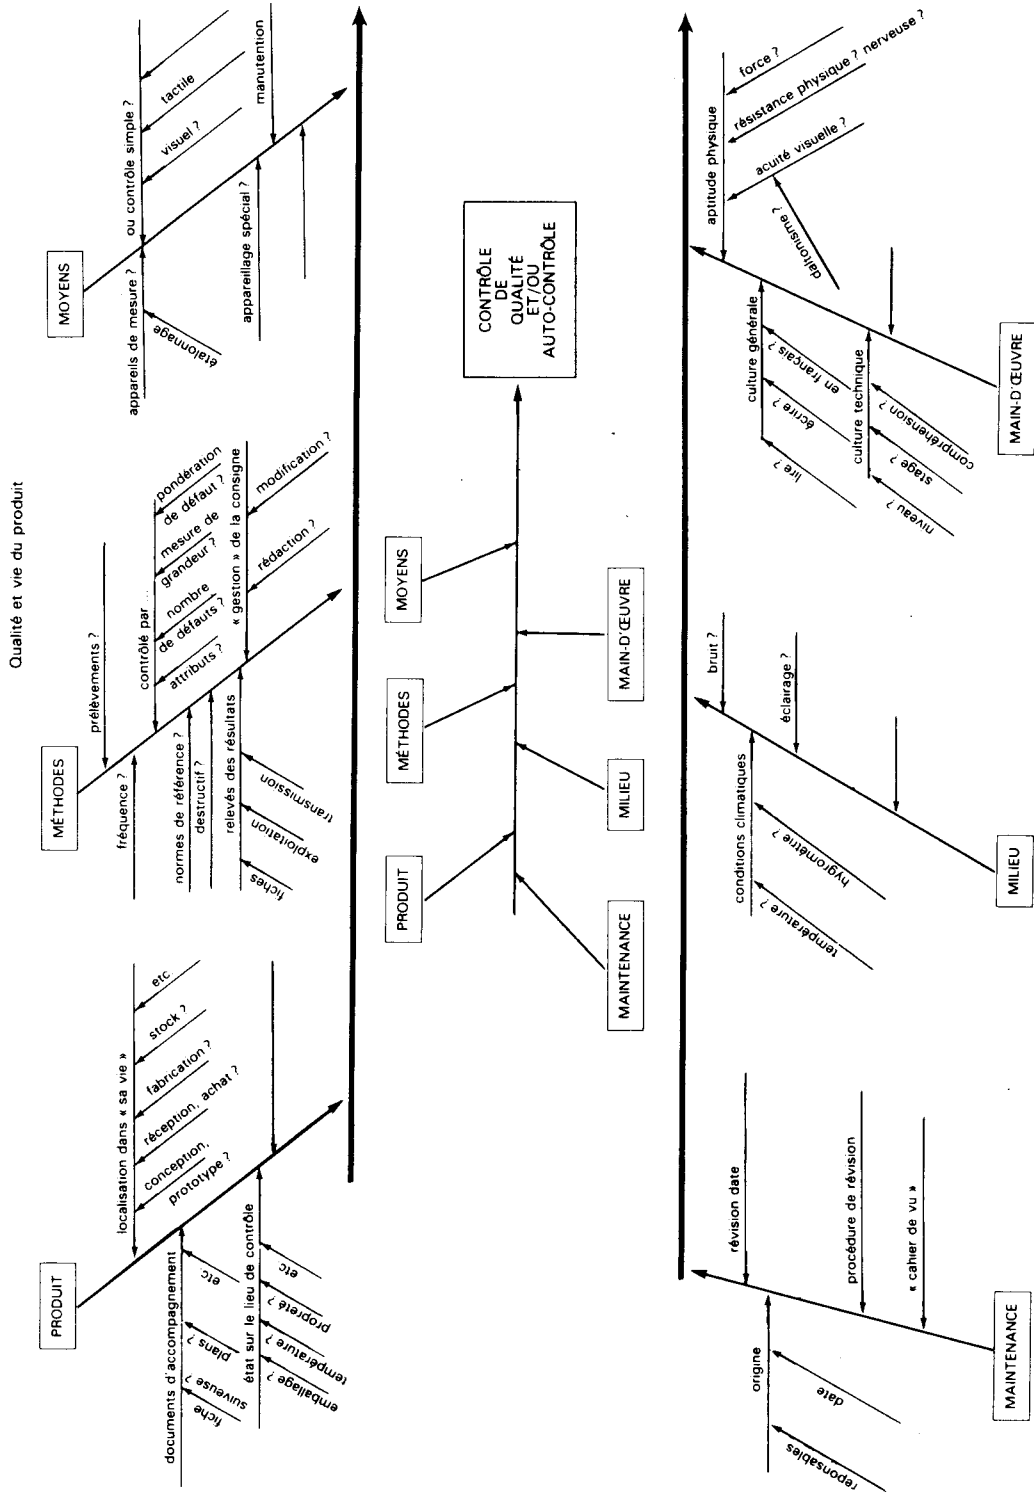 Qualité et vie du produit
PRODUIT
localisation dans « sa vie »
conception,
prototype ?
réception, achat ?
fabrication ?
stock ?
etc
documents d'accompagnement
fiche
suiveuse ?
plans ?
etc.
état sur le lieu de contrôle
emballage ?
température ?
propreté ?
etc
MÉTHODES
prélèvements ?
fréquence ?
contrôlé par ...
attributs ?
nombre
de défauts ?
mesure de
grandeur ?
pondération
de défaut ?
normes de référence ?
destructif ?
« gestion » de la consigne
rédaction ?
modification ?
relevés des résultats
fiches
exploitation
transmission
MOYENS
appareils de mesure ?
étalonnage
ou contrôle simple ?
visuel ?
tactile
appareillage spécial ?
manutention
PRODUIT
MÉTHODES
MOYENS
MAINTENANCE
MILIEU
MAIN-D'ŒUVRE
CONTRÔLE
DE
QUALITÉ
ET/OU
AUTO-CONTRÔLE
révision date
origine
reponsables
date
procédure de révision
« cahier de vu »
MAINTENANCE
bruit ?
conditions climatiques
température ?
hygrométrie ?
éclairage ?
MILIEU
aptitude physique
acuité visuelle ?
daltonisme ?
résistance physique ? nerveuse ?
force ?
culture générale
lire ?
écrire ?
en français ?
culture technique
niveau ?
stage ?
compréhension ?
MAIN-D'ŒUVRE